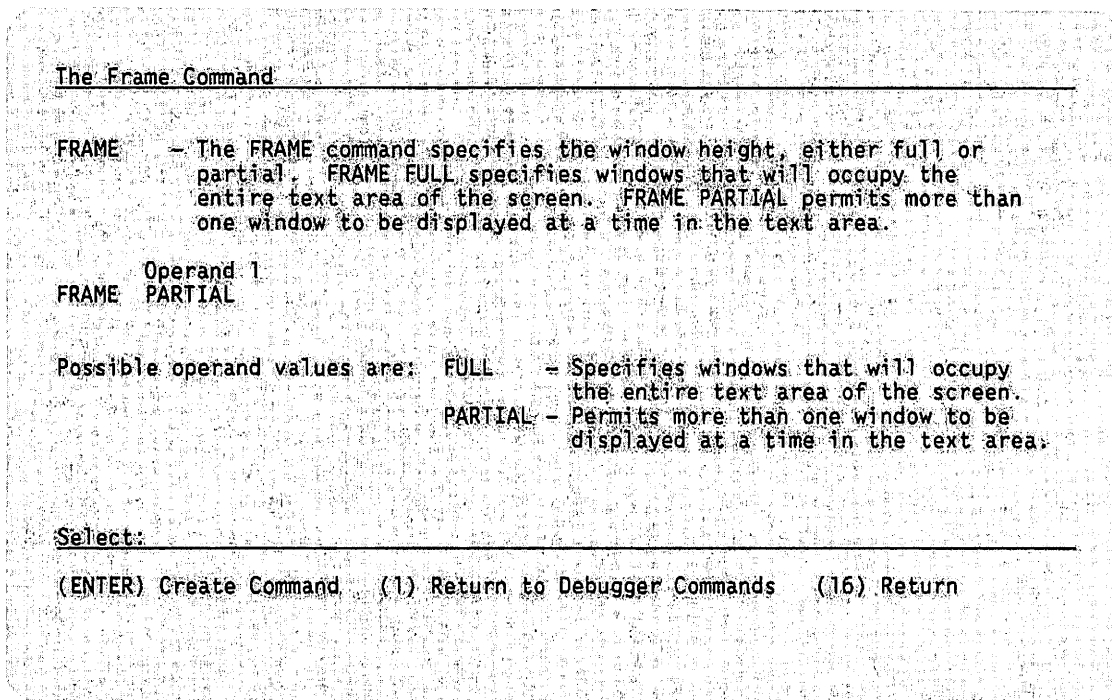 The Frame Command
FRAME – The FRAME command specifies the window height, either full or
partial. FRAME FULL specifies windows that will occupy the
entire text area of the screen. FRAME PARTIAL permits more than
one window to be displayed at a time in the text area.
Operand 1
FRAME PARTIAL
Possible operand values are: FULL – Specifies windows that will occupy
the entire text area of the screen.
PARTIAL – Permits more than one window to be
displayed at a time in the text area.
Select:
(ENTER) Create Command (1) Return to Debugger Commands (16) Return